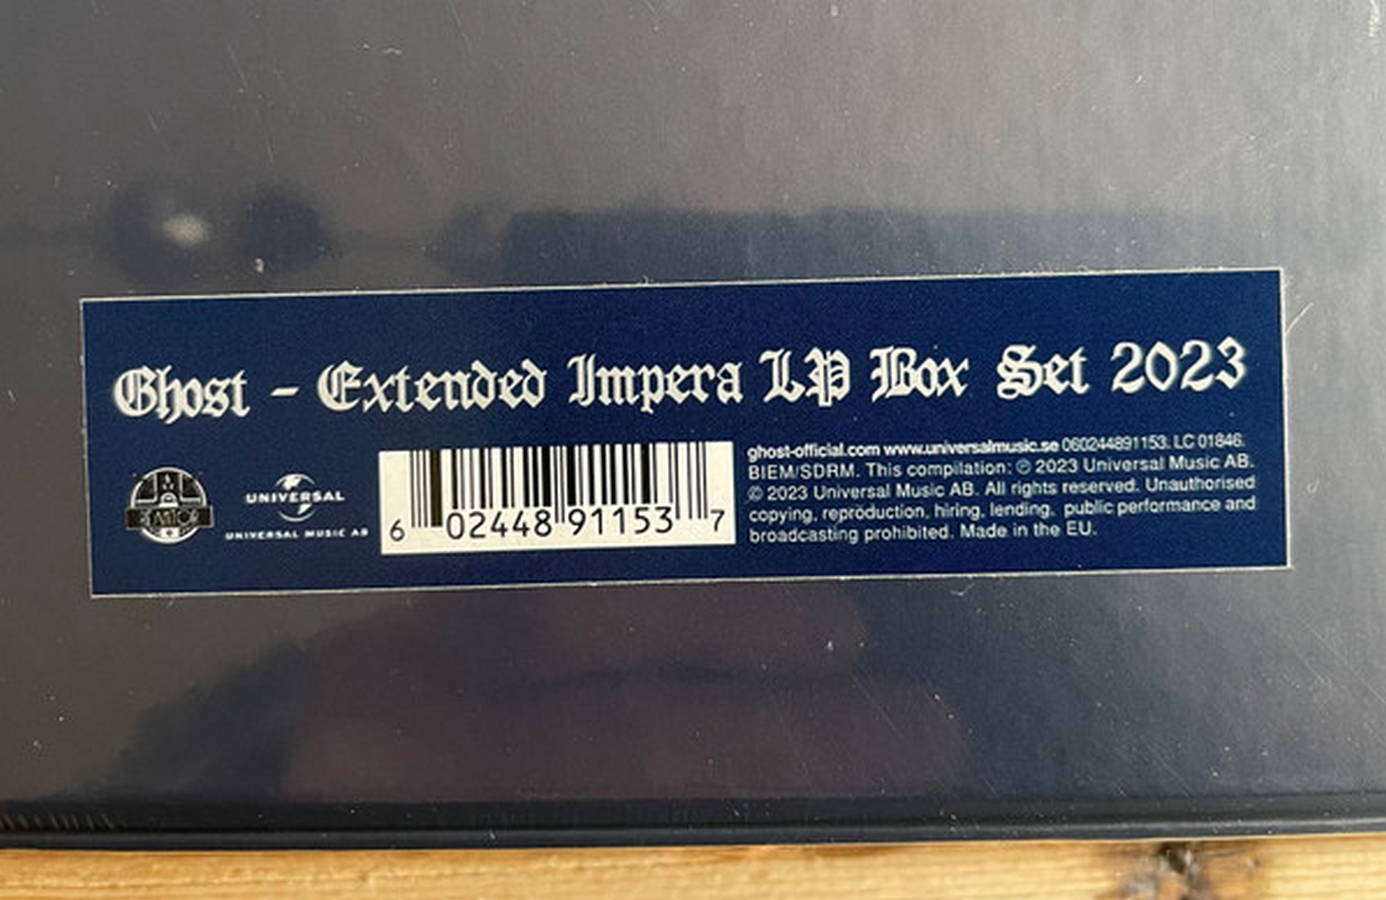 Ghost - Extended Impera LP Box Set 2023
UNIVERSAL
UNIVERSAL MUSIC AB
6 02448 91153 7
ghost-official.com www.universalmusic.se 060244891153. LC 01846.
BIEM/SDRM. This compilation: ℗ 2023 Universal Music AB.
© 2023 Universal Music AB. All rights reserved. Unauthorised
copying, reproduction, hiring, lending, public performance and
broadcasting prohibited. Made in the EU.